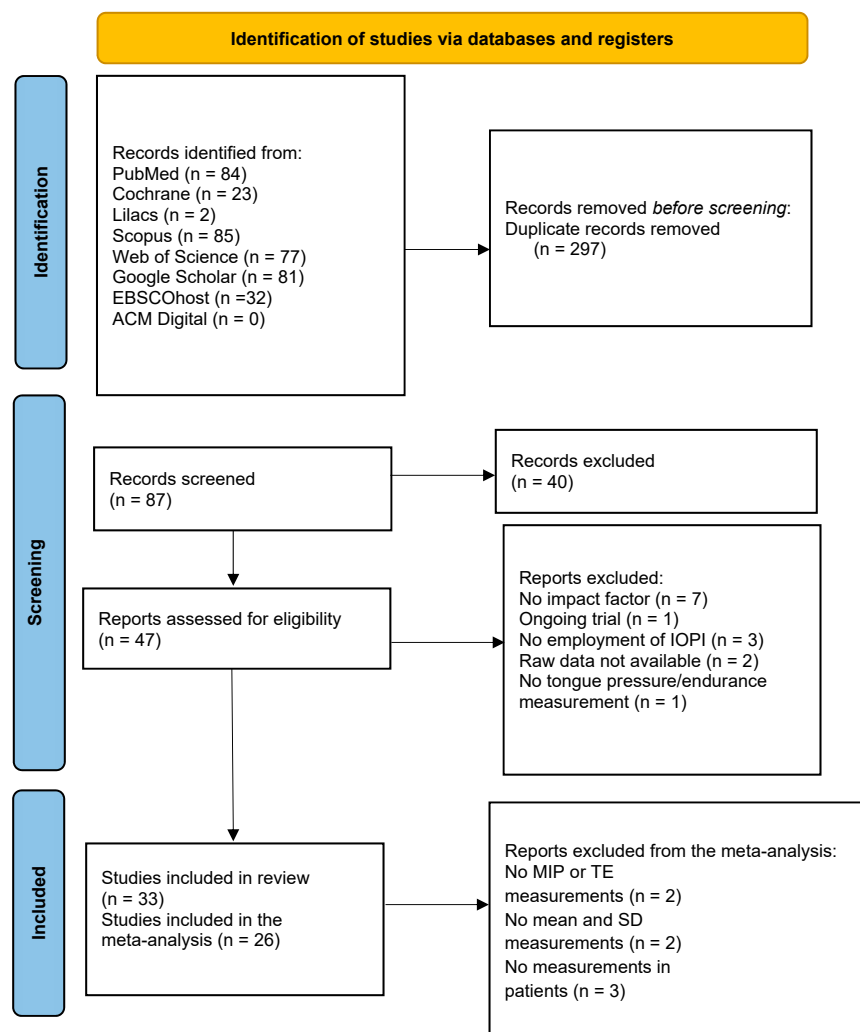 Identification of studies via databases and registers
Identification
Records identified from:
PubMed (n = 84)
Cochrane (n = 23)
Lilacs (n = 2)
Scopus (n = 85)
Web of Science (n = 77)
Google Scholar (n = 81)
EBSCOhost (n =32)
ACM Digital (n = 0)
Records removed before screening:
Duplicate records removed
(n = 297)
Screening
Records screened
(n = 87)
Records excluded
(n = 40)
Reports assessed for eligibility
(n = 47)
Reports excluded:
No impact factor (n = 7)
Ongoing trial (n = 1)
No employment of IOPI (n = 3)
Raw data not available (n = 2)
No tongue pressure/endurance
measurement (n = 1)
Included
Studies included in review
(n = 33)
Studies included in the
meta-analysis (n = 26)
Reports excluded from the meta-analysis:
No MIP or TE
measurements (n = 2)
No mean and SD
measurements (n = 2)
No measurements in
patients (n = 3)